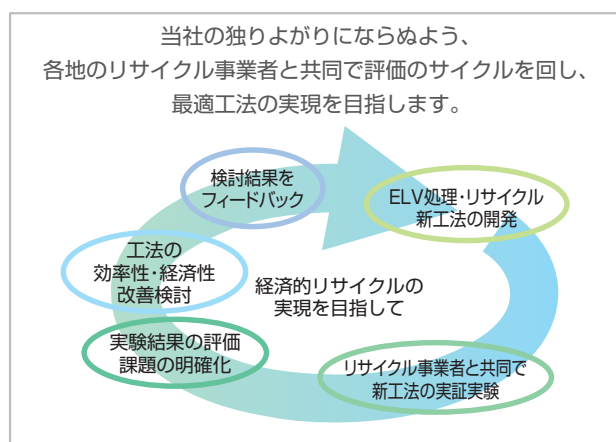 当社の独りよがりにならぬよう、
各地のリサイクル事業者と共同で評価のサイクルを回し、
最適工法の実現を目指します。
検討結果を
フィードバック
ELV処理・リサイクル
新工法の開発
工法の
効率性・経済性
改善検討
経済的リサイクルの
実現を目指して
実験結果の評価
課題の明確化
リサイクル事業者と共同で
新工法の実証実験